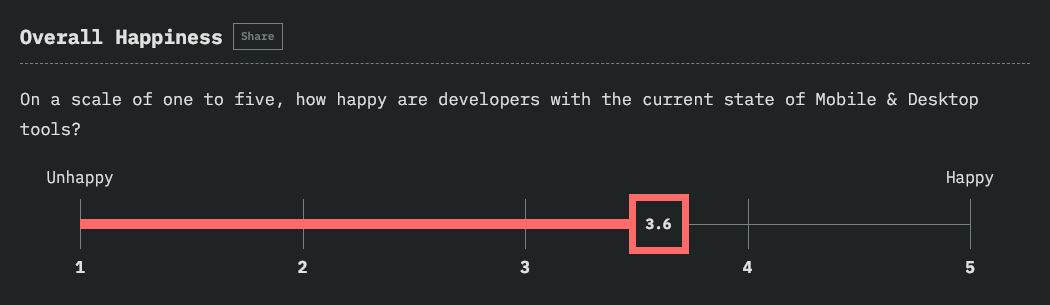 Overall Happiness Share
On a scale of one to five, how happy are developers with the current state of Mobile & Desktop
tools?
Unhappy Happy
3.6
1 2 3 4 5